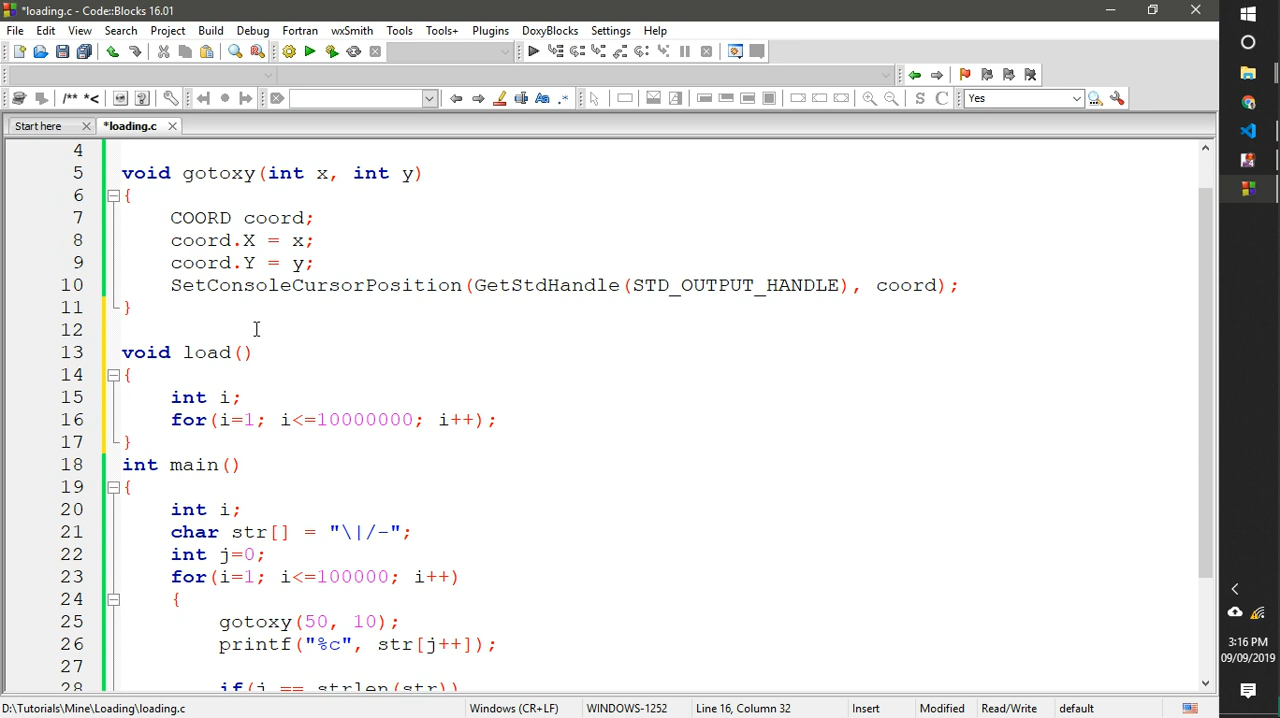 *loading.c - Code::Blocks 16.01
File Edit View Search Project Build Debug Fortran wxSmith Tools Tools+ Plugins DoxyBlocks Settings Help
/** *< Aa .* S C Yes
Start here *loading.c
4
5 void gotoxy(int x, int y)
6 {
7 COORD coord;
8 coord.X = x;
9 coord.Y = y;
10 SetConsoleCursorPosition(GetStdHandle(STD_OUTPUT_HANDLE), coord);
11 }
12
13 void load()
14 {
15 int i;
16 for(i=1; i<=10000000; i++);
17 }
18 int main()
19 {
20 int i;
21 char str[] = "\|/-";
22 int j=0;
23 for(i=1; i<=100000; i++)
24 {
25 gotoxy(50, 10);
26 printf("%c", str[j++]);
27
28 if(j == strlen(str))
D:\Tutorials\Mine\Loading\loading.c Windows (CR+LF) WINDOWS-1252 Line 16, Column 32 Insert Modified Read/Write default
3:16 PM
09/09/2019